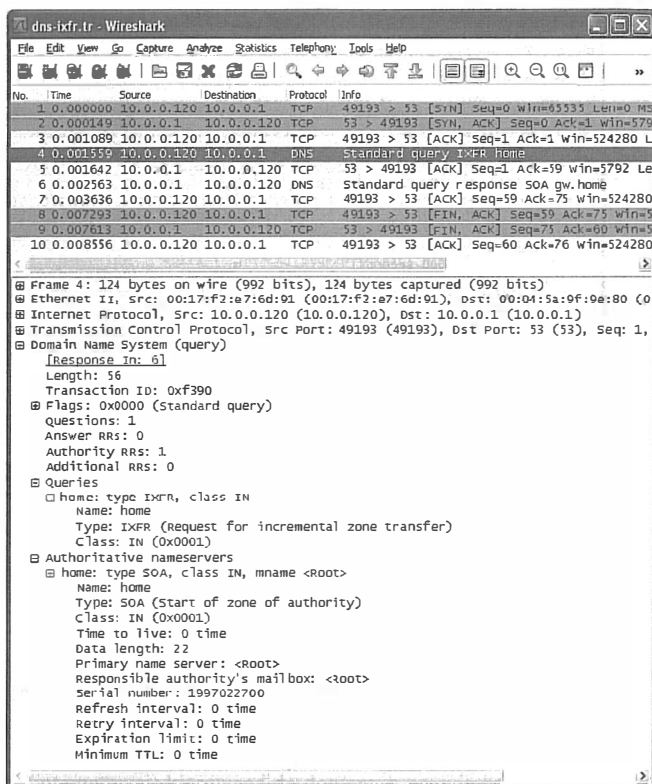 dns-ixfr.tr - Wireshark
File Edit View Go Capture Analyze Statistics Telephony Tools Help
»
No. Time Source Destination Protocol Info
1 0.000000 10.0.0.120 10.0.0.1 TCP 49193 > 53 [SYN] Seq=0 Win=65535 Len=0 MS
2 0.000149 10.0.0.1 10.0.0.120 TCP 53 > 49193 [SYN, ACK] Seq=0 Ack=1 Win=579
3 0.001089 10.0.0.120 10.0.0.1 TCP 49193 > 53 [ACK] Seq=1 Ack=1 Win=524280 L
4 0.001559 10.0.0.120 10.0.0.1 DNS Standard query IXFR home
5 0.001642 10.0.0.1 10.0.0.120 TCP 53 > 49193 [ACK] Seq=1 Ack=59 Win=5792 Le
6 0.002563 10.0.0.1 10.0.0.120 DNS Standard query response SOA gw.home
7 0.003636 10.0.0.120 10.0.0.1 TCP 49193 > 53 [ACK] Seq=59 Ack=75 Win=524280
8 0.007293 10.0.0.120 10.0.0.1 TCP 49193 > 53 [FIN, ACK] Seq=59 Ack=75 Win=5
9 0.007613 10.0.0.1 10.0.0.120 TCP 53 > 49193 [FIN, ACK] Seq=75 Ack=60 Win=5
10 0.008556 10.0.0.120 10.0.0.1 TCP 49193 > 53 [ACK] Seq=60 Ack=76 Win=524280
Frame 4: 124 bytes on wire (992 bits), 124 bytes captured (992 bits)
Ethernet II, Src: 00:17:f2:e7:6d:91 (00:17:f2:e7:6d:91), Dst: 00:04:5a:9f:9e:80 (0
Internet Protocol, Src: 10.0.0.120 (10.0.0.120), Dst: 10.0.0.1 (10.0.0.1)
Transmission Control Protocol, Src Port: 49193 (49193), Dst Port: 53 (53), Seq: 1,
Domain Name System (query)
[Response In: 6]
Length: 56
Transaction ID: 0xf390
Flags: 0x0000 (Standard query)
Questions: 1
Answer RRs: 0
Authority RRs: 1
Additional RRs: 0
Queries
home: type IXFR, class IN
Name: home
Type: IXFR (Request for incremental zone transfer)
Class: IN (0x0001)
Authoritative nameservers
home: type SOA, class IN, mname <Root>
Name: home
Type: SOA (Start of zone of authority)
Class: IN (0x0001)
Time to live: 0 time
Data length: 22
Primary name server: <Root>
Responsible authority's mailbox: <Root>
Serial number: 1997022700
Refresh interval: 0 time
Retry interval: 0 time
Expiration limit: 0 time
Minimum TTL: 0 time